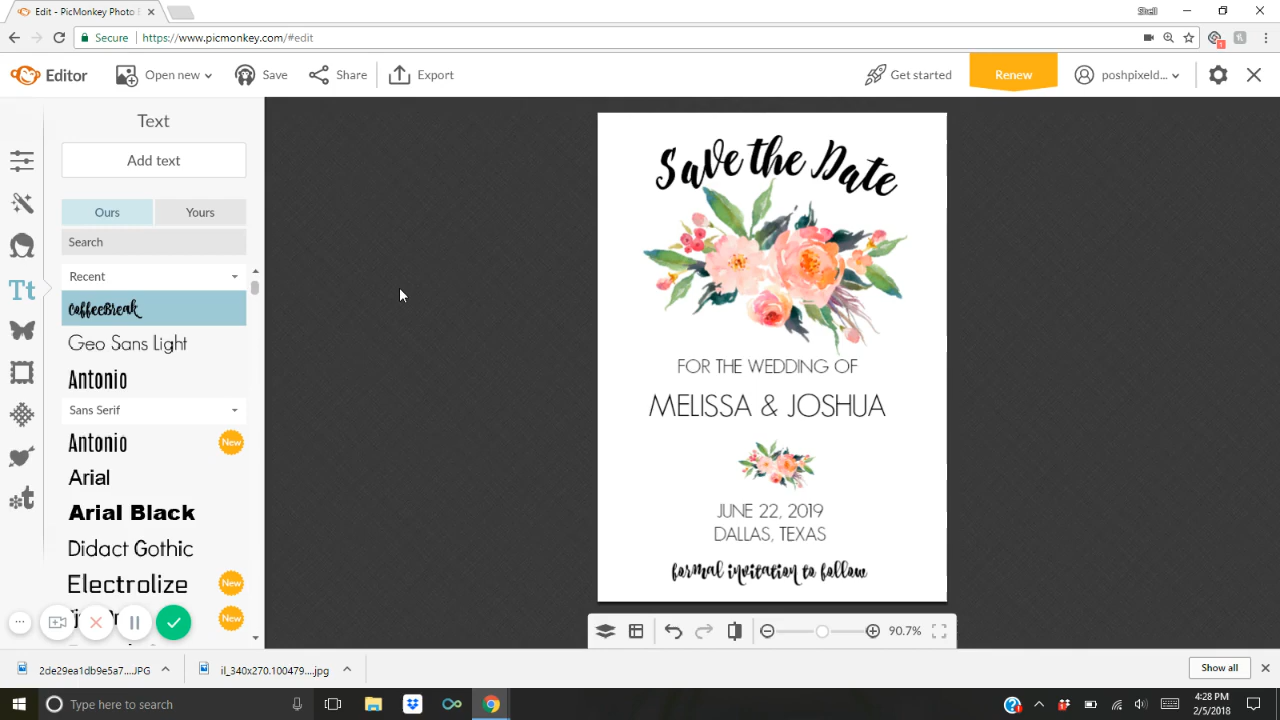 Edit - PicMonkey Photo E
Shell
Secure
https://www.picmonkey.com/#edit
Editor
Open new
Save
Share
Export
Get started
Renew
poshpixeld...
Text
Add text
Ours
Yours
Search
Recent
CoffeeBreak
Geo Sans Light
Antonio
Sans Serif
Antonio
New
Arial
Arial Black
Didact Gothic
Electrolize
New
New
Save the Date
FOR THE WEDDING OF
MELISSA & JOSHUA
JUNE 22, 2019
DALLAS, TEXAS
formal invitation to follow
90.7%
2de29ea1db9e5a7....JPG
il_340x270.100479....jpg
Show all
Type here to search
4:28 PM
2/5/2018